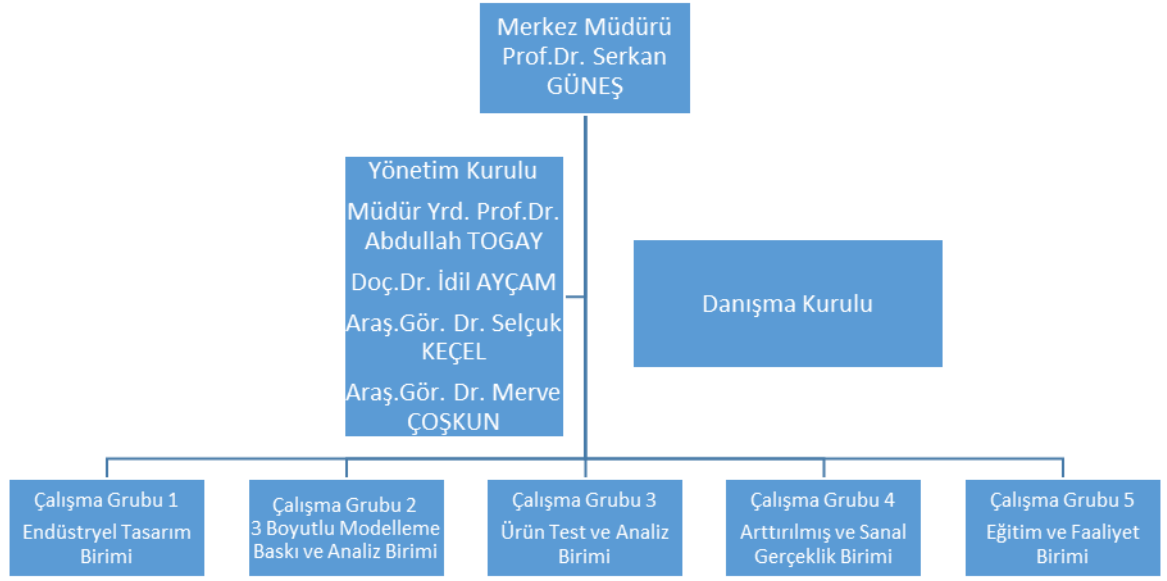 Merkez Müdürü
Prof.Dr. Serkan
GÜNEŞ
Yönetim Kurulu
Müdür Yrd. Prof.Dr.
Abdullah TOGAY
Doç.Dr. İdil AYÇAM
Araş.Gör. Dr. Selçuk
KEÇEL
Araş.Gör. Dr. Merve
ÇOŞKUN
Danışma Kurulu
Çalışma Grubu 1
Endüstryel Tasarım
Birimi
Çalışma Grubu 2
3 Boyutlu Modelleme
Baskı ve Analiz Birimi
Çalışma Grubu 3
Ürün Test ve Analiz
Birimi
Çalışma Grubu 4
Arttırılmış ve Sanal
Gerçeklik Birimi
Çalışma Grubu 5
Eğitim ve Faaliyet
Birimi